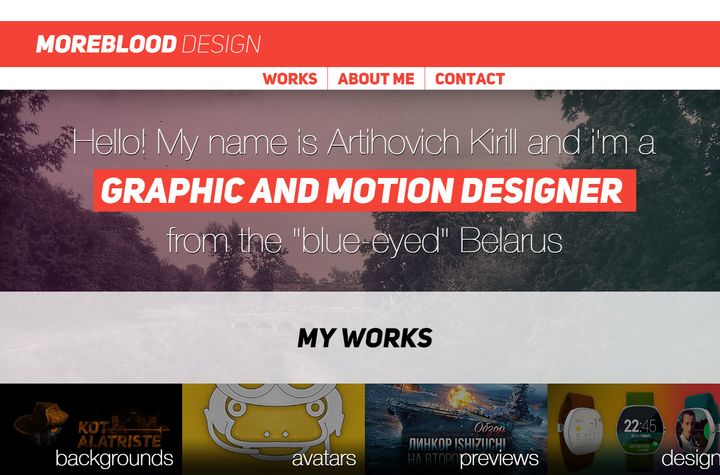 MOREBLOOD DESIGN
WORKS ABOUT ME CONTACT
Hello! My name is Artihovich Kirill and i'm a
GRAPHIC AND MOTION DESIGNER
from the "blue-eyed" Belarus
MY WORKS
KOT
ALATRISTE
backgrounds
avatars
Обзор
ЛИНКОР ISHIZUCHI
НА ВТОРО
previews
22:45
design